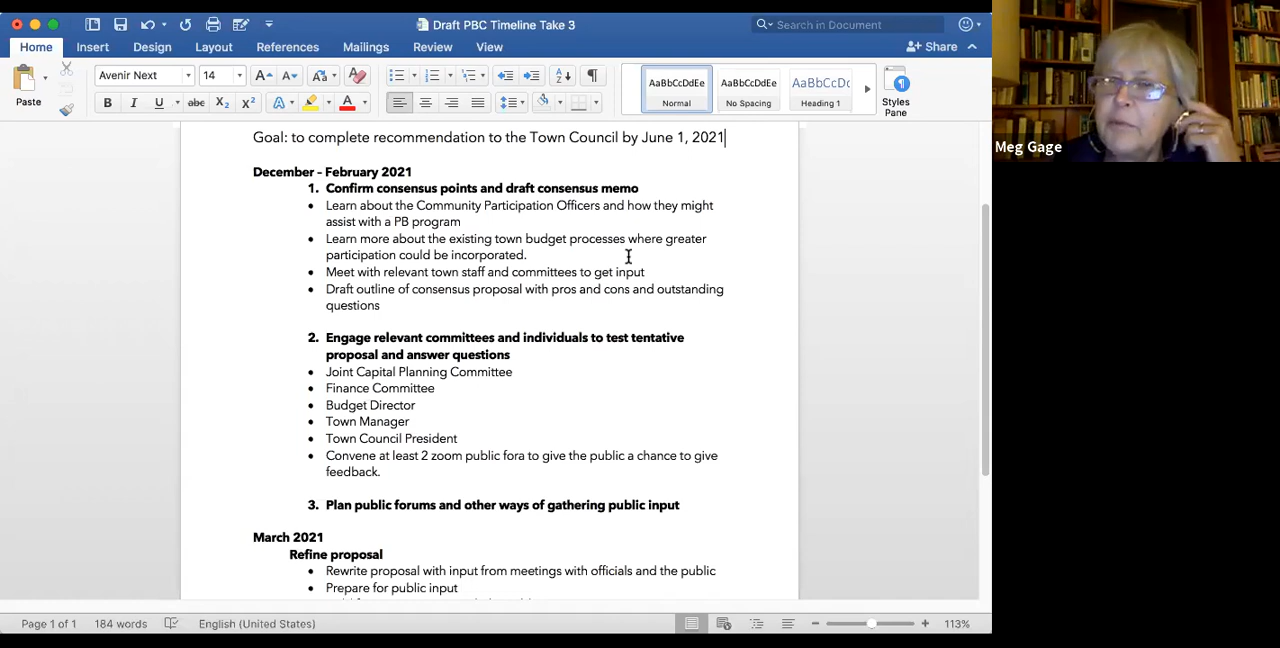 Draft PBC Timeline Take 3
Search in Document
Home Insert Design Layout References Mailings Review View
Share
Paste
Avenir Next
14
AaBbCcDdEe
Normal
AaBbCcDdEe
No Spacing
AaBbCcDc
Heading 1
Styles
Pane
Meg Gage
Goal: to complete recommendation to the Town Council by June 1, 2021
December – February 2021
1. Confirm consensus points and draft consensus memo
• Learn about the Community Participation Officers and how they might
assist with a PB program
• Learn more about the existing town budget processes where greater
participation could be incorporated.
• Meet with relevant town staff and committees to get input
• Draft outline of consensus proposal with pros and cons and outstanding
questions
2. Engage relevant committees and individuals to test tentative
proposal and answer questions
• Joint Capital Planning Committee
• Finance Committee
• Budget Director
• Town Manager
• Town Council President
• Convene at least 2 zoom public fora to give the public a chance to give
feedback.
3. Plan public forums and other ways of gathering public input
March 2021
Refine proposal
• Rewrite proposal with input from meetings with officials and the public
• Prepare for public input
Page 1 of 1 184 words English (United States) 113%